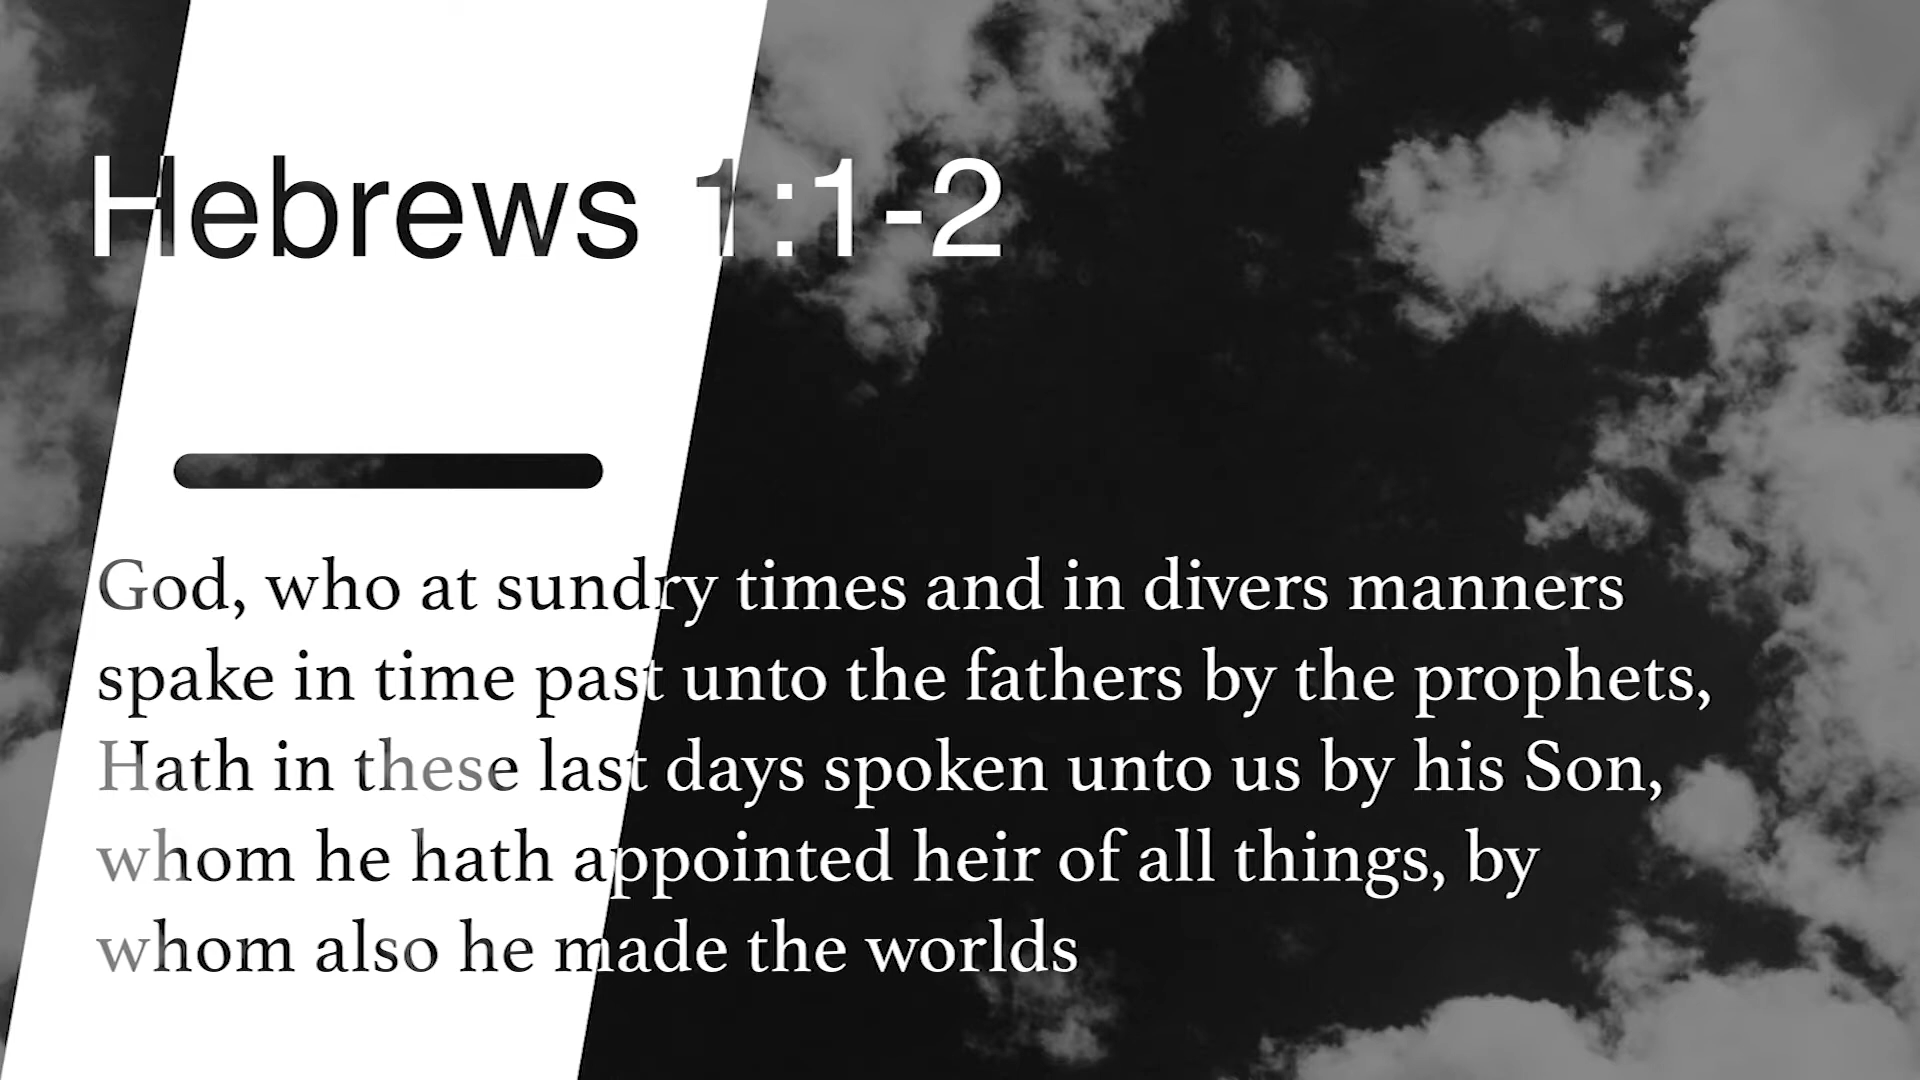 Hebrews 1:1-2
God, who at sundry times and in divers manners
spake in time past unto the fathers by the prophets,
Hath in these last days spoken unto us by his Son,
whom he hath appointed heir of all things, by
whom also he made the worlds